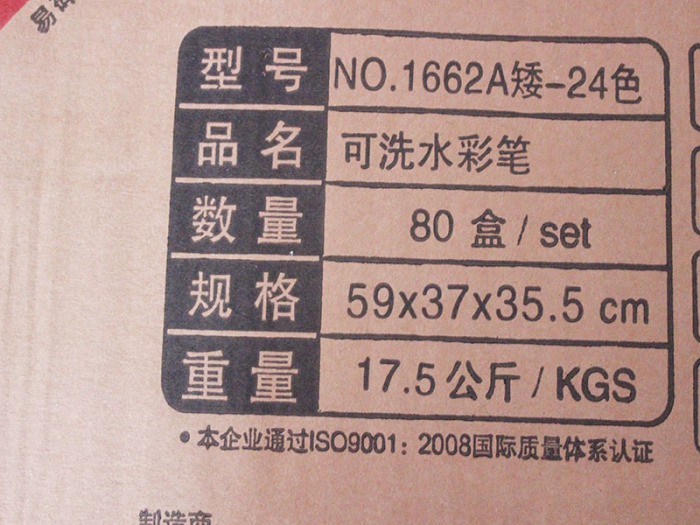 型号 NO.1662A矮-24色
品名 可洗水彩笔
数量 80 盒 / set
规格 59x37x35.5 cm
重量 17.5 公斤 / KGS
•本企业通过ISO9001：2008国际质量体系认证
制造商